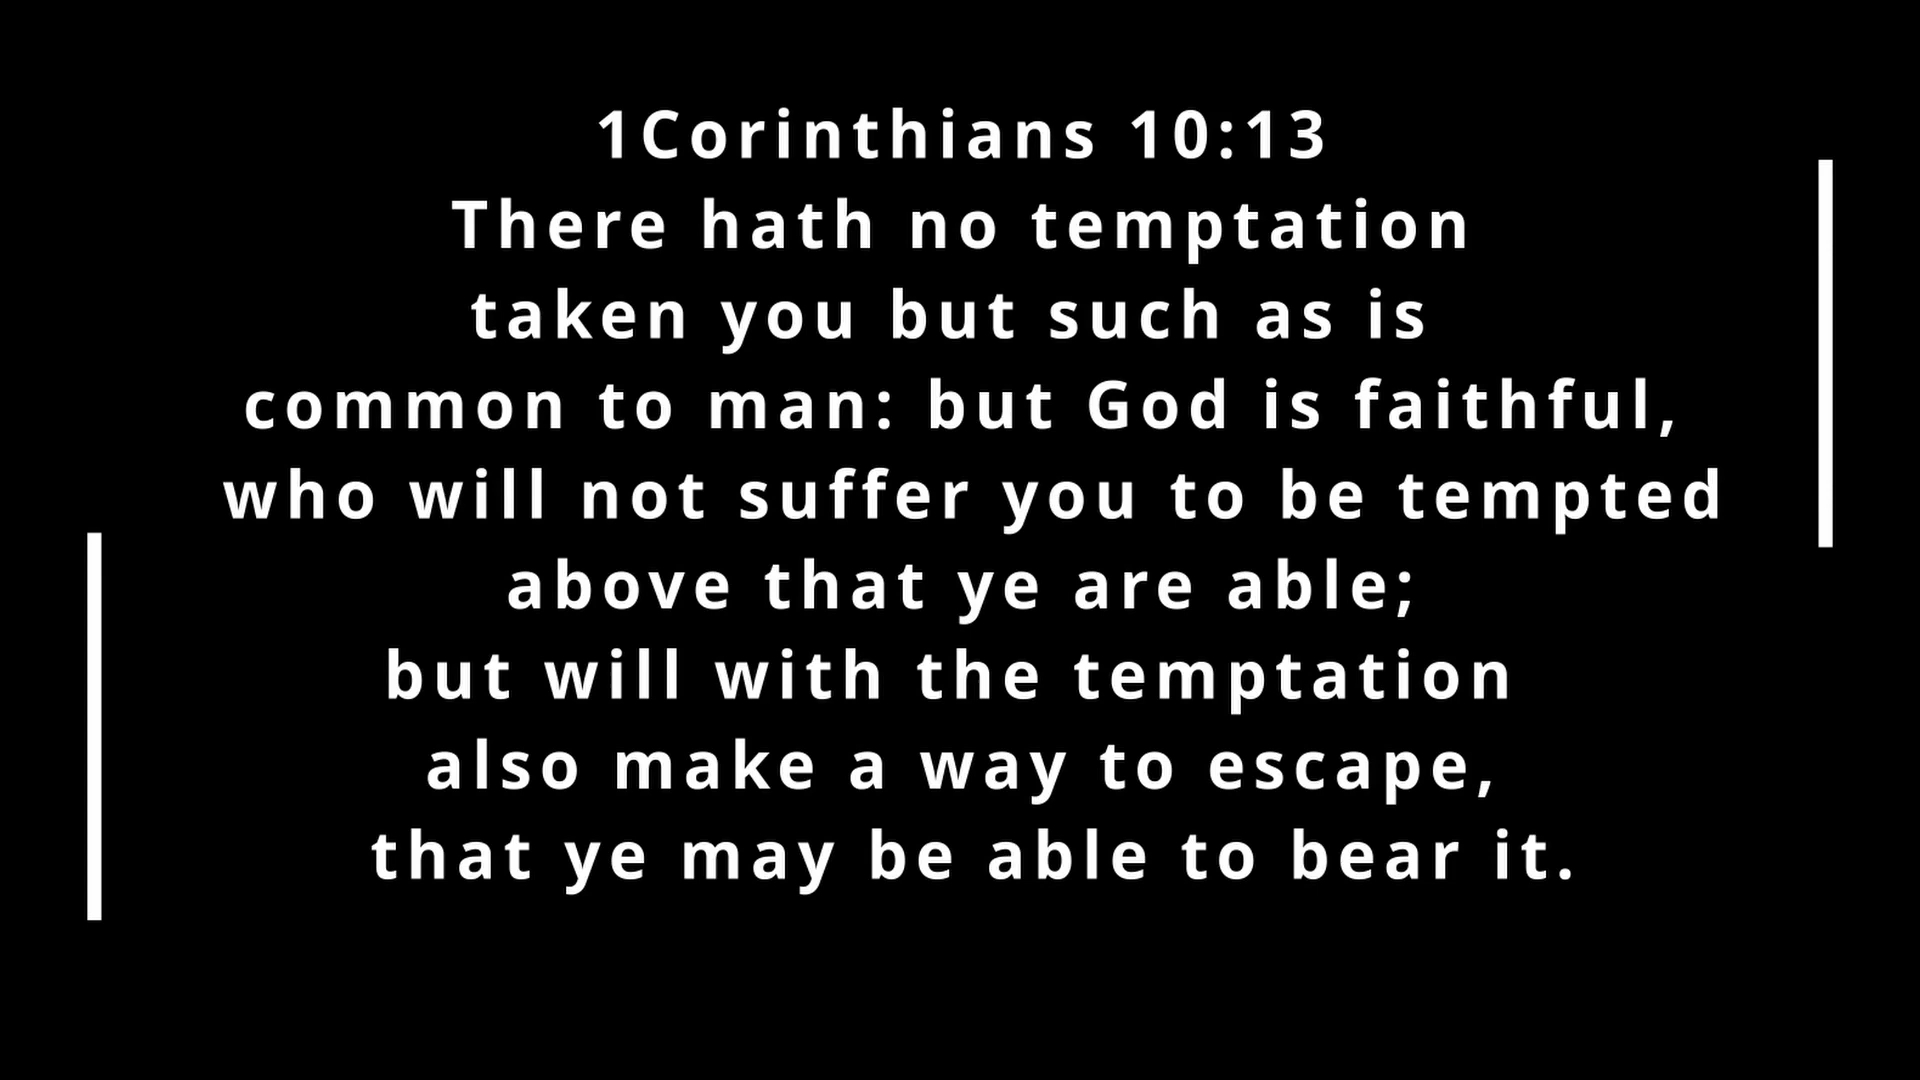 1Corinthians 10:13
There hath no temptation
taken you but such as is
common to man: but God is faithful,
who will not suffer you to be tempted
above that ye are able;
but will with the temptation
also make a way to escape,
that ye may be able to bear it.